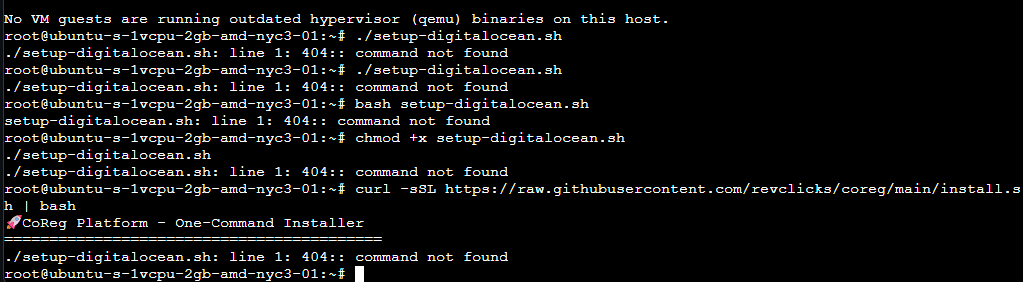 No VM guests are running outdated hypervisor (qemu) binaries on this host.
root@ubuntu-s-1vcpu-2gb-amd-nyc3-01:~# ./setup-digitalocean.sh
./setup-digitalocean.sh: line 1: 404:: command not found
root@ubuntu-s-1vcpu-2gb-amd-nyc3-01:~# ./setup-digitalocean.sh
./setup-digitalocean.sh: line 1: 404:: command not found
root@ubuntu-s-1vcpu-2gb-amd-nyc3-01:~# bash setup-digitalocean.sh
setup-digitalocean.sh: line 1: 404:: command not found
root@ubuntu-s-1vcpu-2gb-amd-nyc3-01:~# chmod +x setup-digitalocean.sh
./setup-digitalocean.sh
./setup-digitalocean.sh: line 1: 404:: command not found
root@ubuntu-s-1vcpu-2gb-amd-nyc3-01:~# curl -sSL https://raw.githubusercontent.com/revclicks/coreg/main/install.s
h | bash
🚀CoReg Platform - One-Command Installer
==========================================
./setup-digitalocean.sh: line 1: 404:: command not found
root@ubuntu-s-1vcpu-2gb-amd-nyc3-01:~#